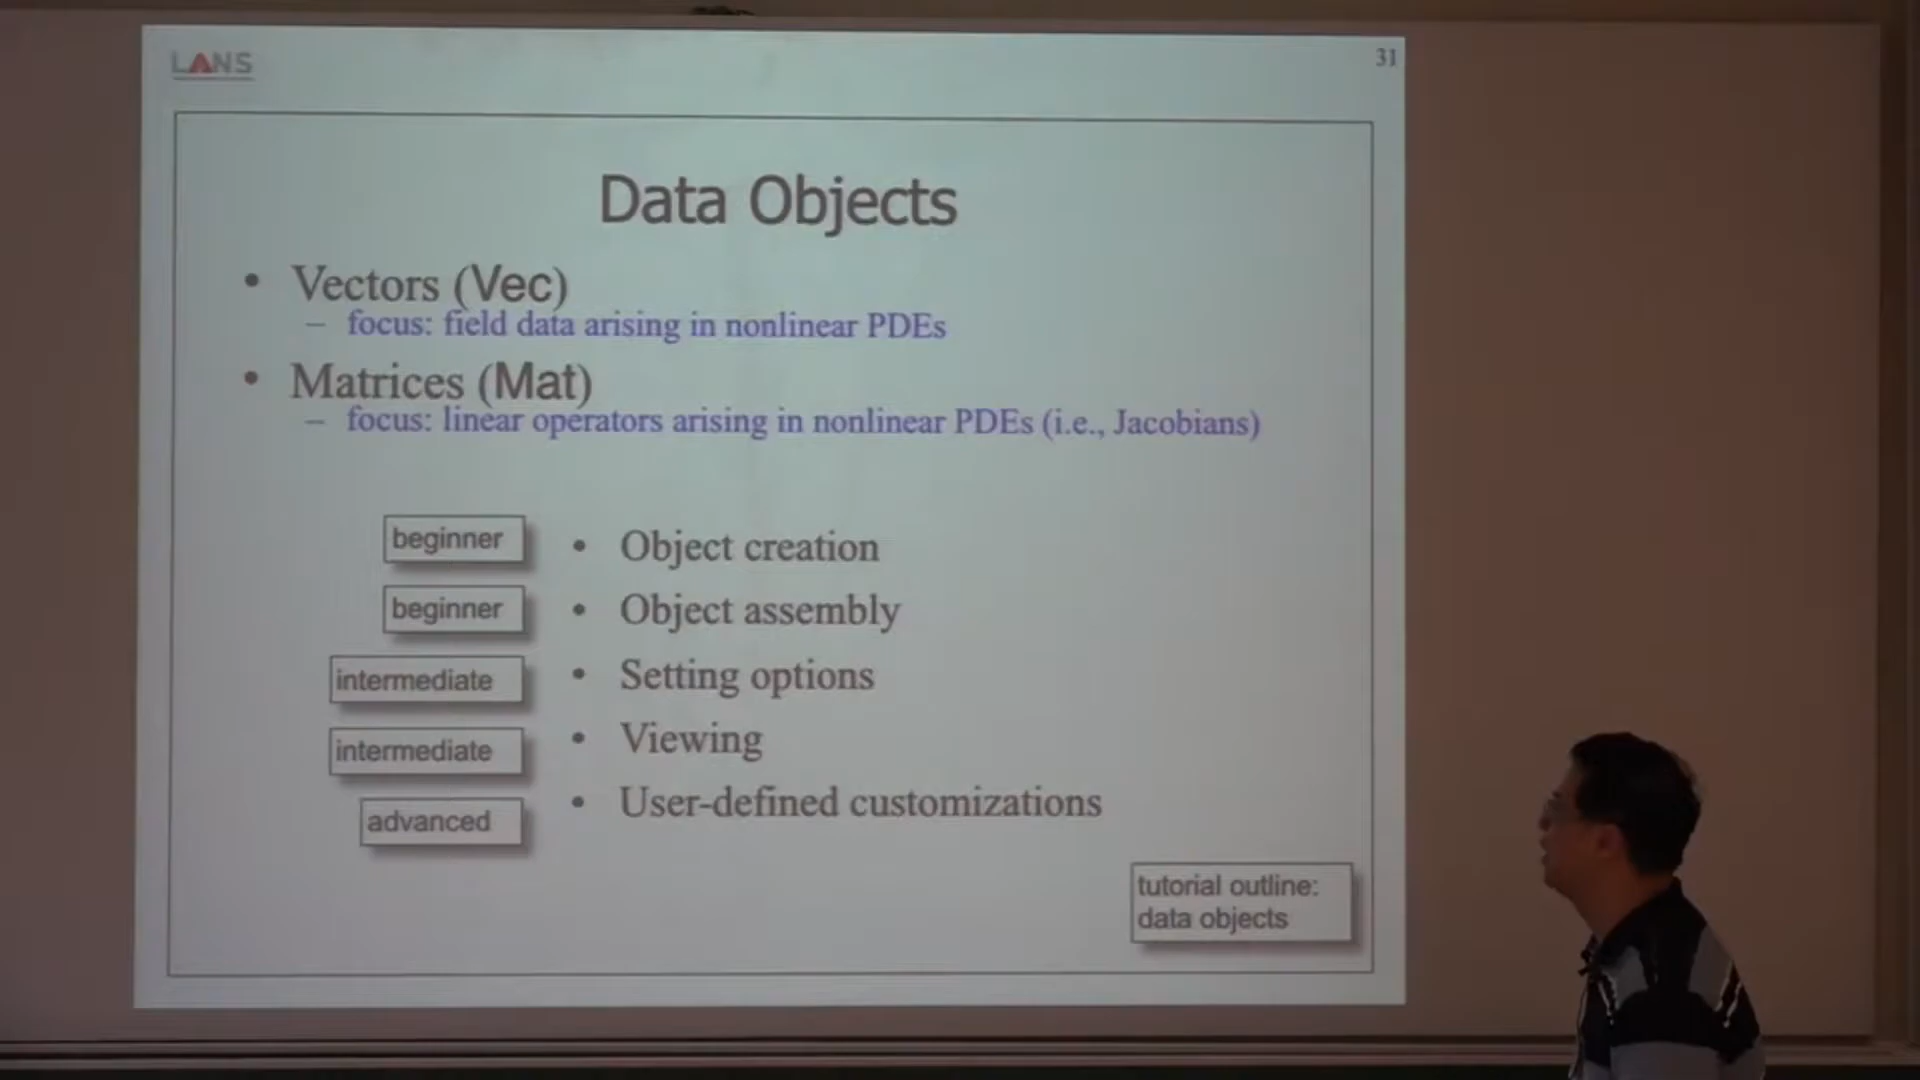 LANS
31
Data Objects
• Vectors (Vec)
– focus: field data arising in nonlinear PDEs
• Matrices (Mat)
– focus: linear operators arising in nonlinear PDEs (i.e., Jacobians)
beginner • Object creation
beginner • Object assembly
intermediate • Setting options
intermediate • Viewing
advanced • User-defined customizations
tutorial outline:
data objects